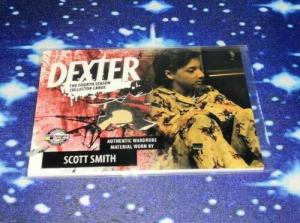 DEXTER
THE FOURTH SEASON
COLLECTOR CARDS
AUTHENTIC WARDROBE
MATERIAL WORN BY
SCOTT SMITH